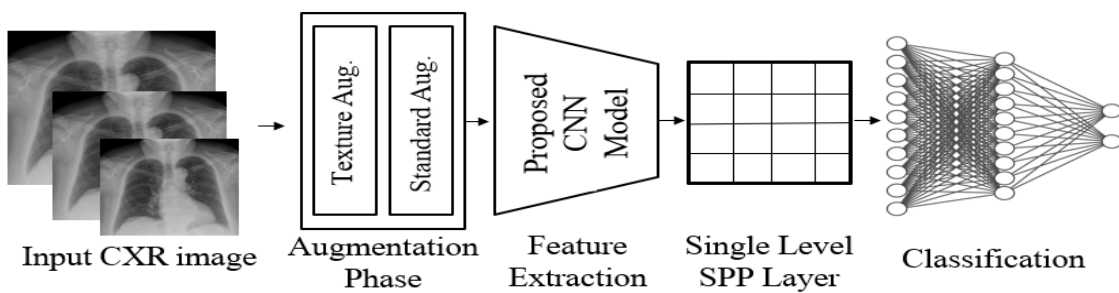 Texture Aug.
Standard Aug.
Proposed
CNN
Model
Input CXR image
Augmentation
Phase
Feature
Extraction
Single Level
SPP Layer
Classification